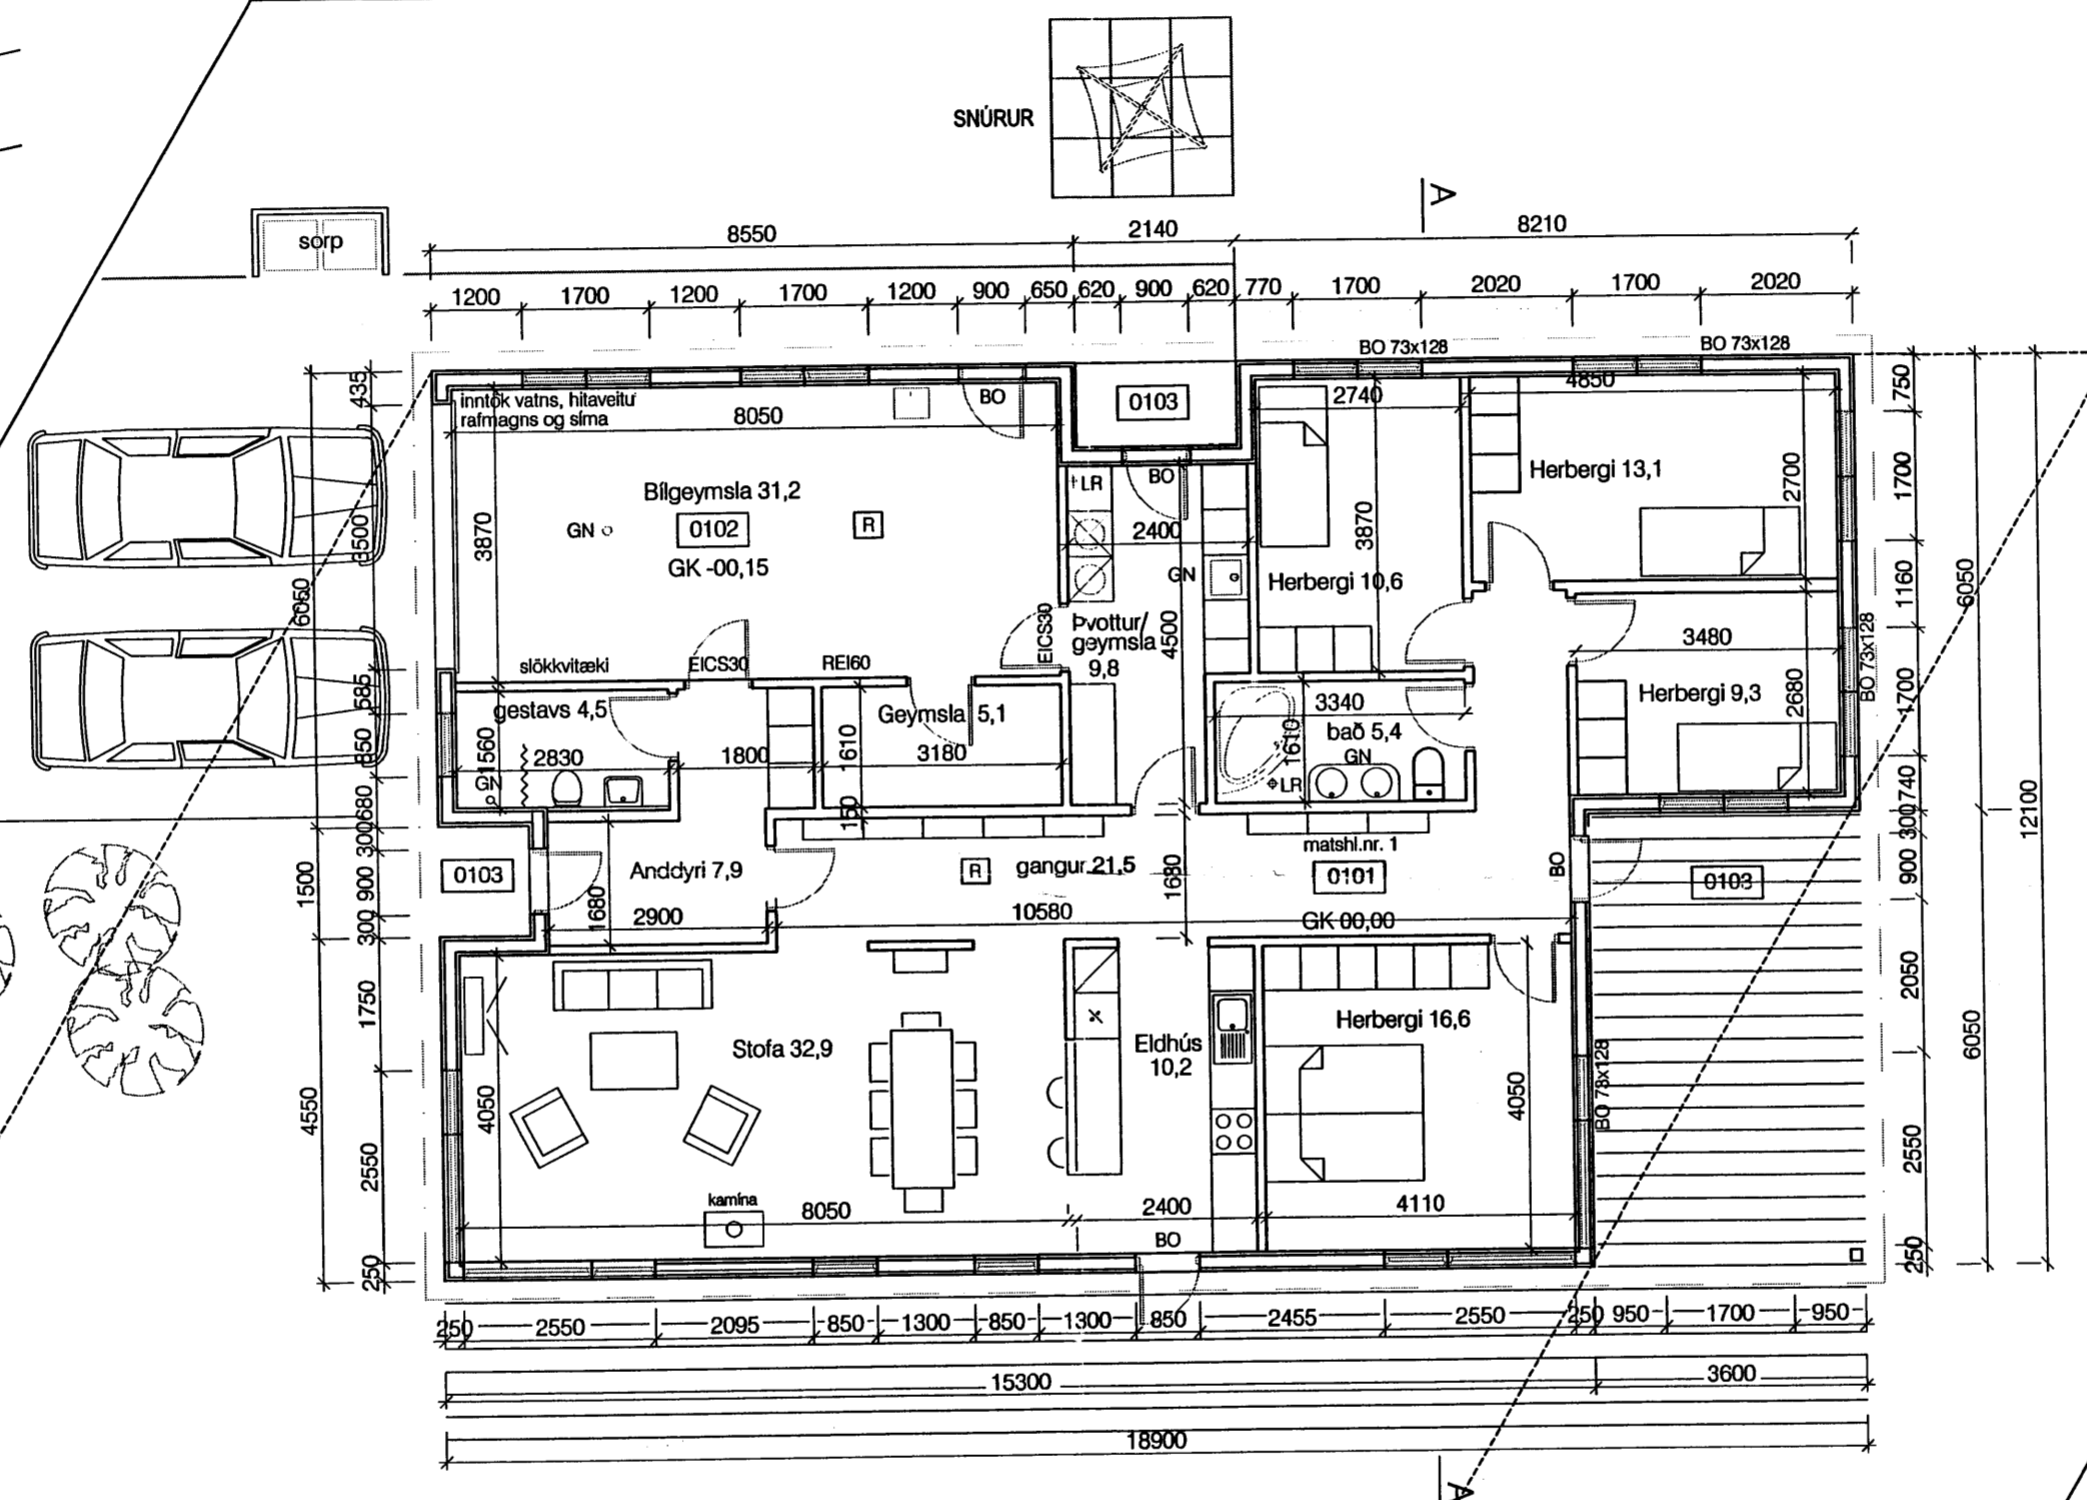 SNÚRUR
A
sorp
8550
2140
8210
1200
1700
1200
1700
1200
900
650
620
900
620
770
1700
2020
1700
2020
BO 73x128
BO 73x128
435
inntök vatns, hitaveitu
rafmagns og síma
8050
BO
0103
2740
4850
750
Herbergi 13,1
2700
1700
Bílgeymsla 31,2
LR
BO
GN
0102
R
2400
3870
3870
GK -00,15
GN
Herbergi 10,6
3500
6050
1160
6050
EICS30
Þvottur/
geymsla
9,8
4500
3480
BO 73x128
slökkvitæki
EICS30
REI60
585
gestavs 4,5
Geymsla 5,1
3340
bað 5,4
Herbergi 9,3
2680
1700
850
1560
2830
1800
1610
3180
1610
GN
GN
LR
740
680
150
300
300
12100
matshl.nr. 1
0103
Anddyri 7,9
R
gangur 21,5
0101
BO
0103
900
1500
900
1680
2900
10580
1680
GK 00,00
300
1750
Stofa 32,9
Eldhús
10,2
Herbergi 16,6
2050
6050
4550
4050
4050
BO 73x128
2550
2550
kamína
8050
2400
4110
BO
250
250
250
2550
2095
850
1300
850
1300
850
2455
2550
250
950
1700
950
15300
3600
18900
A